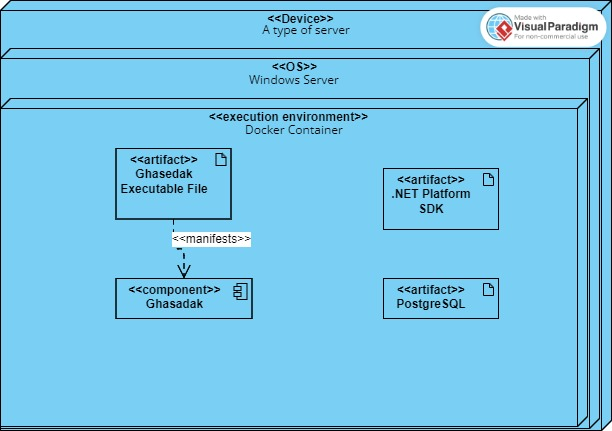 <<Device>>
A type of server
Made with
Visual Paradigm
For non-commercial use
<<OS>>
Windows Server
<<execution environment>>
Docker Container
<<artifact>>
Ghasedak
Executable File
<<manifests>>
<<component>>
Ghasadak
<<artifact>>
.NET Platform
SDK
<<artifact>>
PostgreSQL